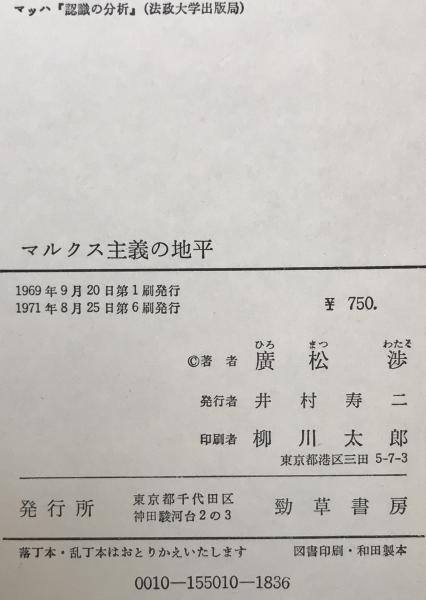 マッハ『認識の分析』(法政大学出版局)
マルクス主義の地平
1969年9月20日第1刷発行
1971年8月25日第6刷発行
¥ 750.
ひろ まつ わたる
©著者 廣松 渉
発行者 井村寿二
印刷者 柳川太郎
東京都港区三田 5-7-3
発行所 東京都千代田区神田駿河台2の3 勁草書房
落丁本・乱丁本はおとりかえいたします 図書印刷・和田製本
0010—155010—1836